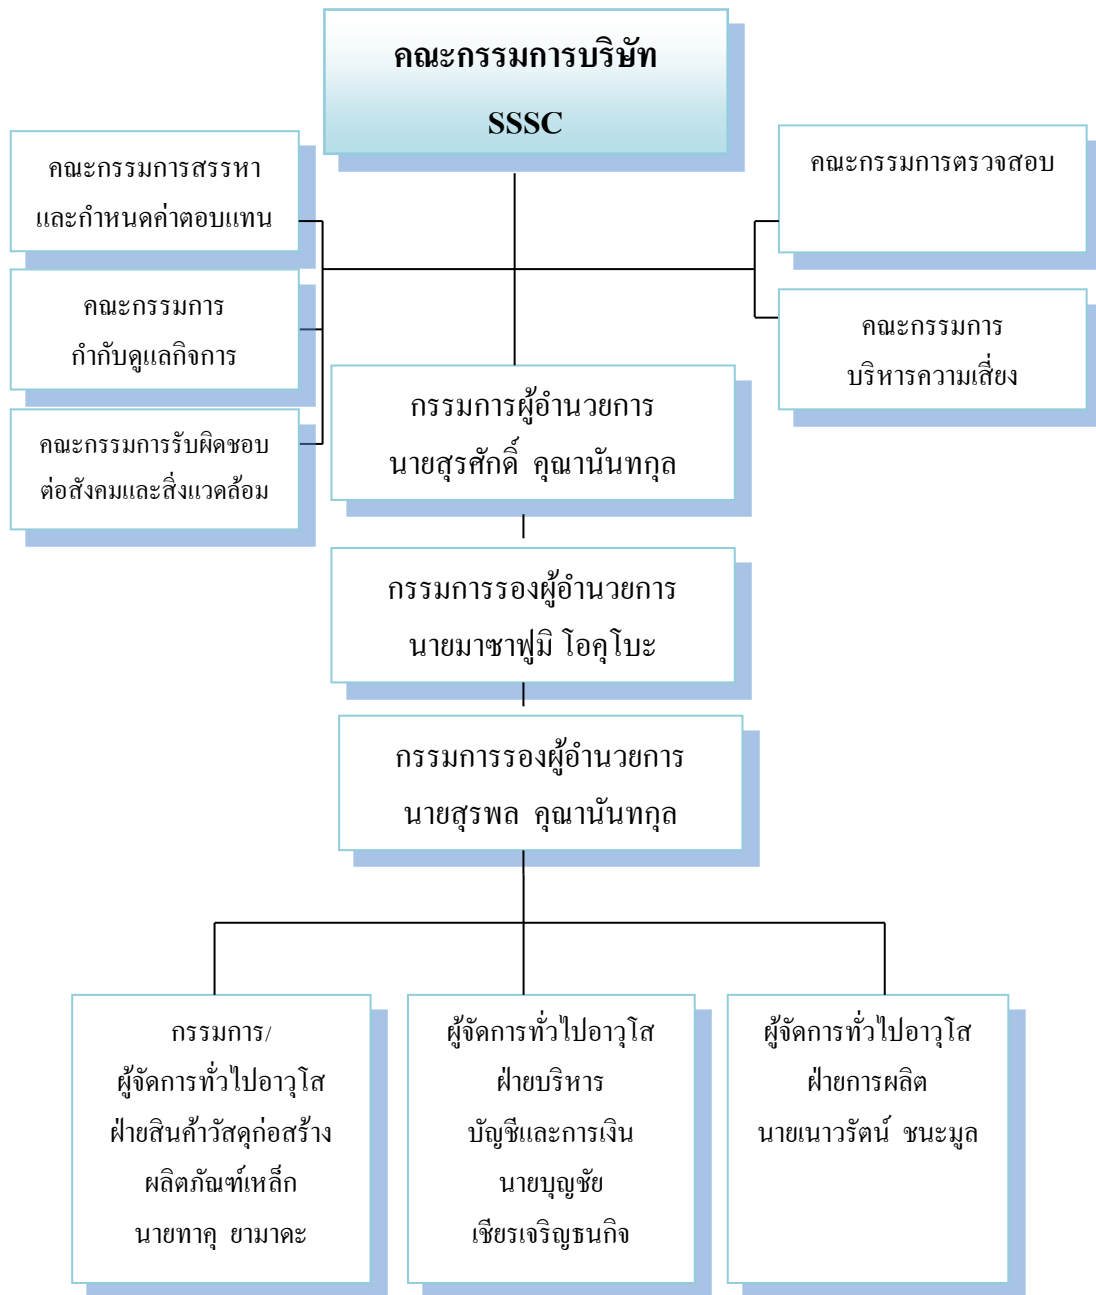 คณะกรรมการบริษัท
SSSC
คณะกรรมการสรรหา
และกำหนดค่าตอบแทน
คณะกรรมการตรวจสอบ
คณะกรรมการ
กำกับดูแลกิจการ
คณะกรรมการ
บริหารความเสี่ยง
คณะกรรมการรับผิดชอบ
ต่อสังคมและสิ่งแวดล้อม
กรรมการผู้อำนวยการ
นายสุรศักดิ์ คุณานันทกุล
กรรมการรองผู้อำนวยการ
นายมาซาฟูมิ โอคุโบะ
กรรมการรองผู้อำนวยการ
นายสุรพล คุณานันทกุล
กรรมการ/
ผู้จัดการทั่วไปอาวุโส
ฝ่ายสินค้าวัสดุก่อสร้าง
ผลิตภัณฑ์เหล็ก
นายทาคุ ยามาดะ
ผู้จัดการทั่วไปอาวุโส
ฝ่ายบริหาร
บัญชีและการเงิน
นายบุญชัย
เชียรเจริญธนกิจ
ผู้จัดการทั่วไปอาวุโส
ฝ่ายการผลิต
นายเนาวรัตน์ ชนะมูล